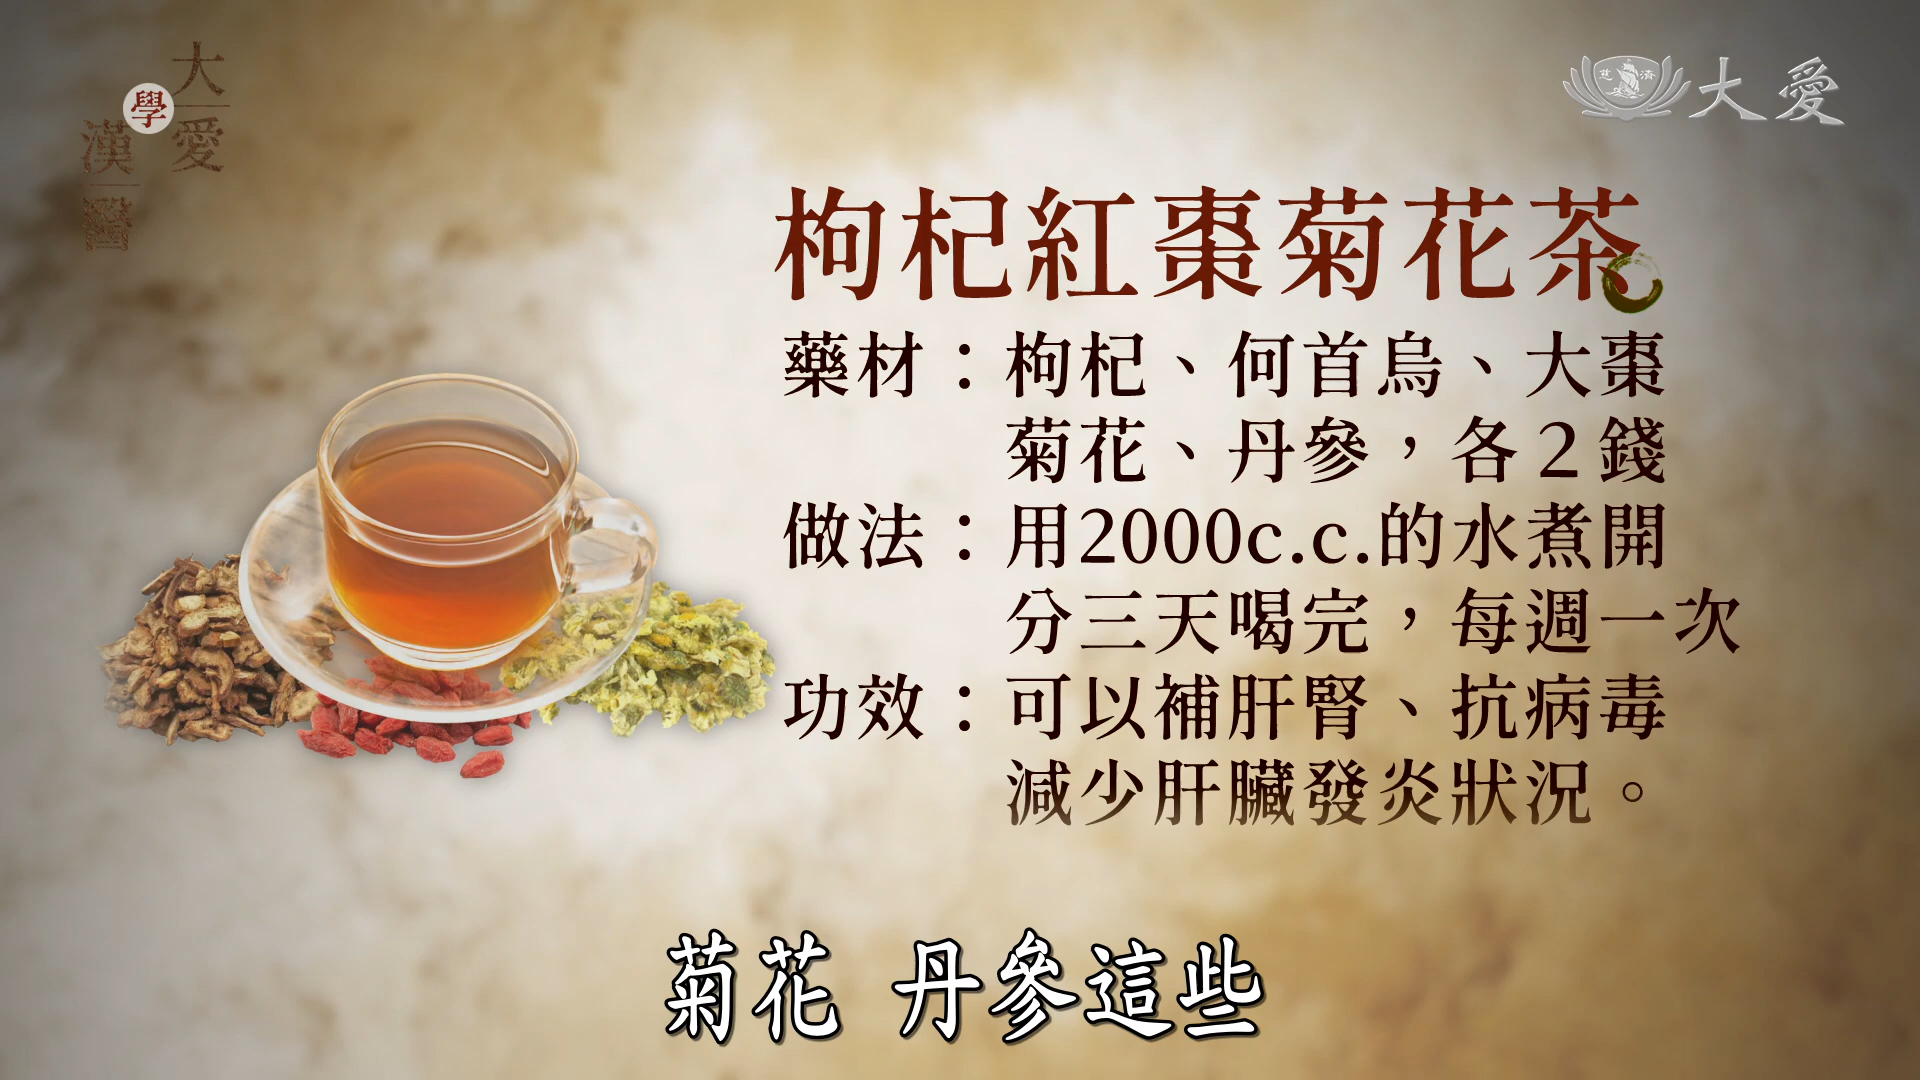 大愛
學
漢醫
慈濟
大愛
枸杞紅棗菊花茶
藥材：枸杞、何首烏、大棗
菊花、丹參，各２錢
做法：用2000c.c.的水煮開
分三天喝完，每週一次
功效：可以補肝腎、抗病毒
減少肝臟發炎狀況。
菊花 丹參這些